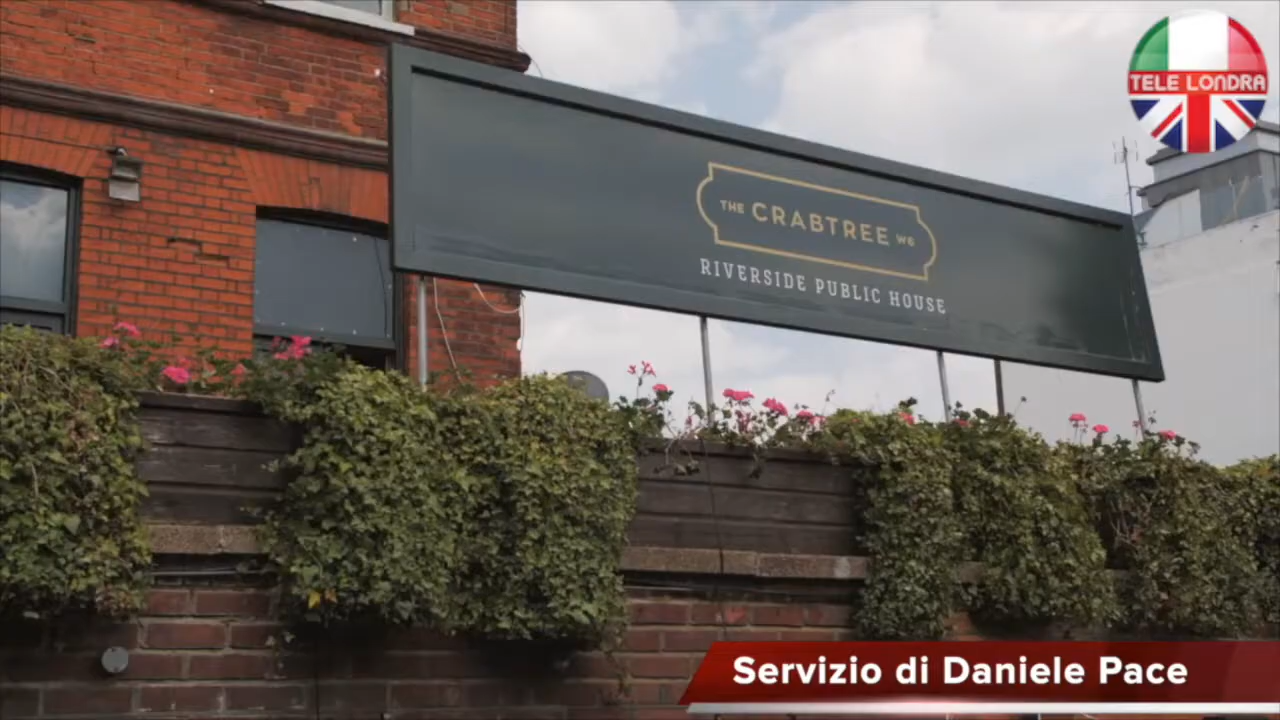 TELE LONDRA
THE CRABTREE W6
RIVERSIDE PUBLIC HOUSE
Servizio di Daniele Pace